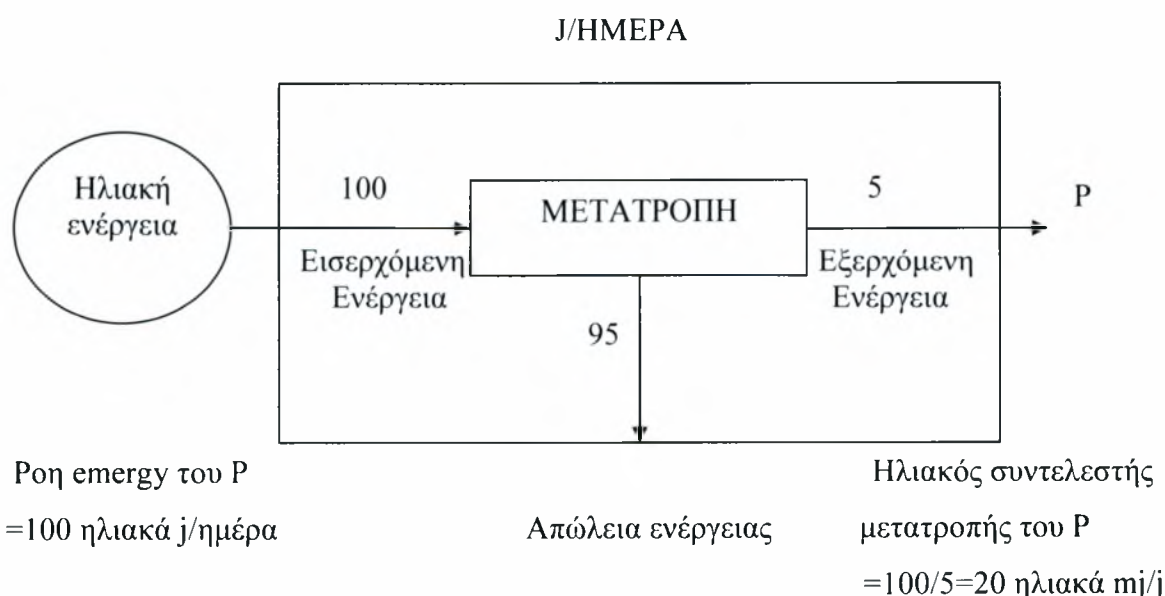 J/ΗΜΕΡΑ
Ηλιακή
ενέργεια
100
Εισερχόμενη
Ενέργεια
ΜΕΤΑΤΡΟΠΗ
5
Εξερχόμενη
Ενέργεια
P
95
Ροη emergy του P
=100 ηλιακά j/ημέρα
Απώλεια ενέργειας
Ηλιακός συντελεστής
μετατροπής του P
=100/5=20 ηλιακά mj/j